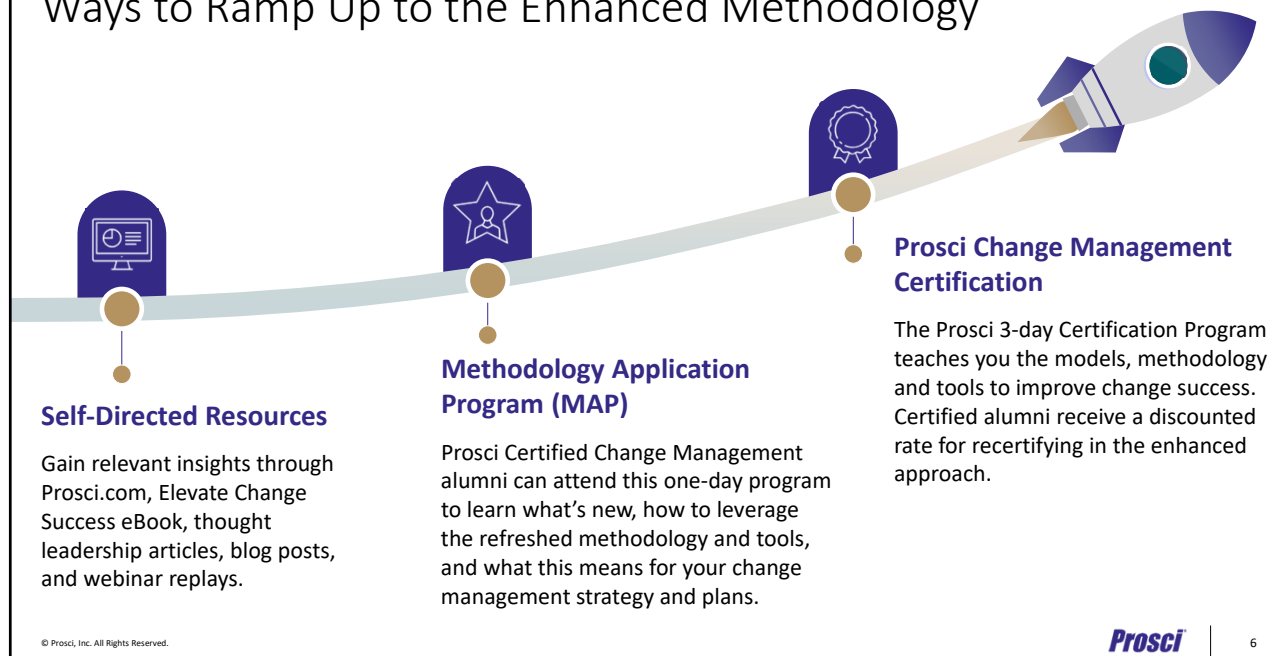 Ways to Ramp Up to the Enhanced Methodology
Self-Directed Resources
Gain relevant insights through
Prosci.com, Elevate Change
Success eBook, thought
leadership articles, blog posts,
and webinar replays.
Methodology Application
Program (MAP)
Prosci Certified Change Management
alumni can attend this one-day program
to learn what’s new, how to leverage
the refreshed methodology and tools,
and what this means for your change
management strategy and plans.
Prosci Change Management
Certification
The Prosci 3-day Certification Program
teaches you the models, methodology
and tools to improve change success.
Certified alumni receive a discounted
rate for recertifying in the enhanced
approach.
© Prosci, Inc. All Rights Reserved.
Prosci
6